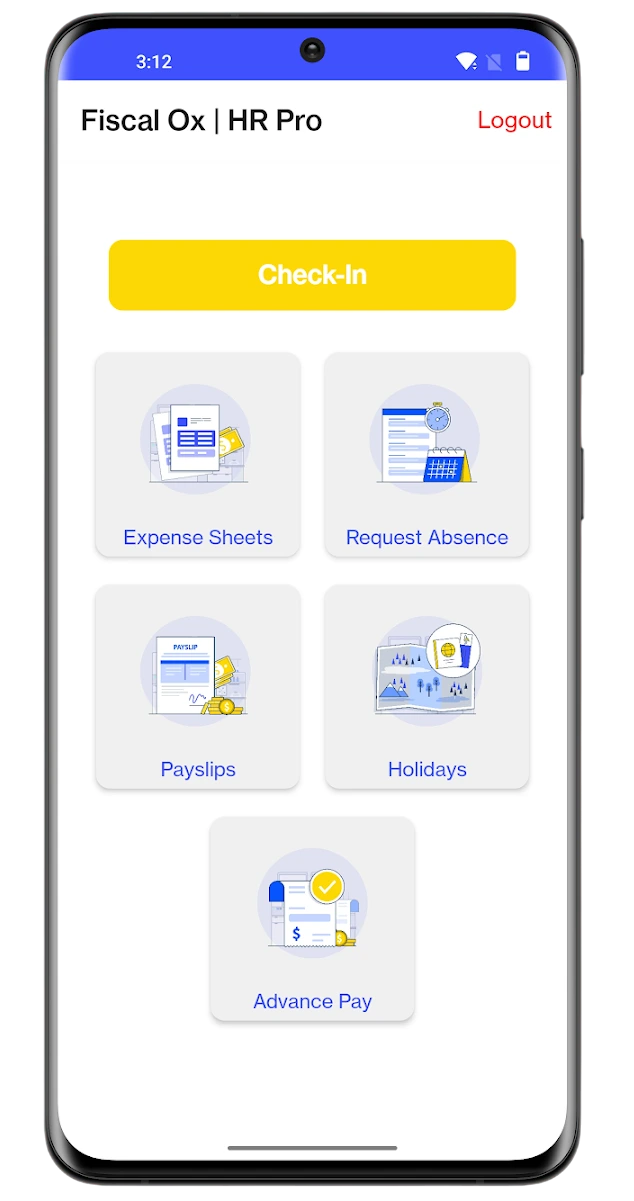 3:12
Fiscal Ox | HR Pro
Logout
Check-In
Expense Sheets
Request Absence
PAYSLIP
Payslips
Holidays
$
Advance Pay